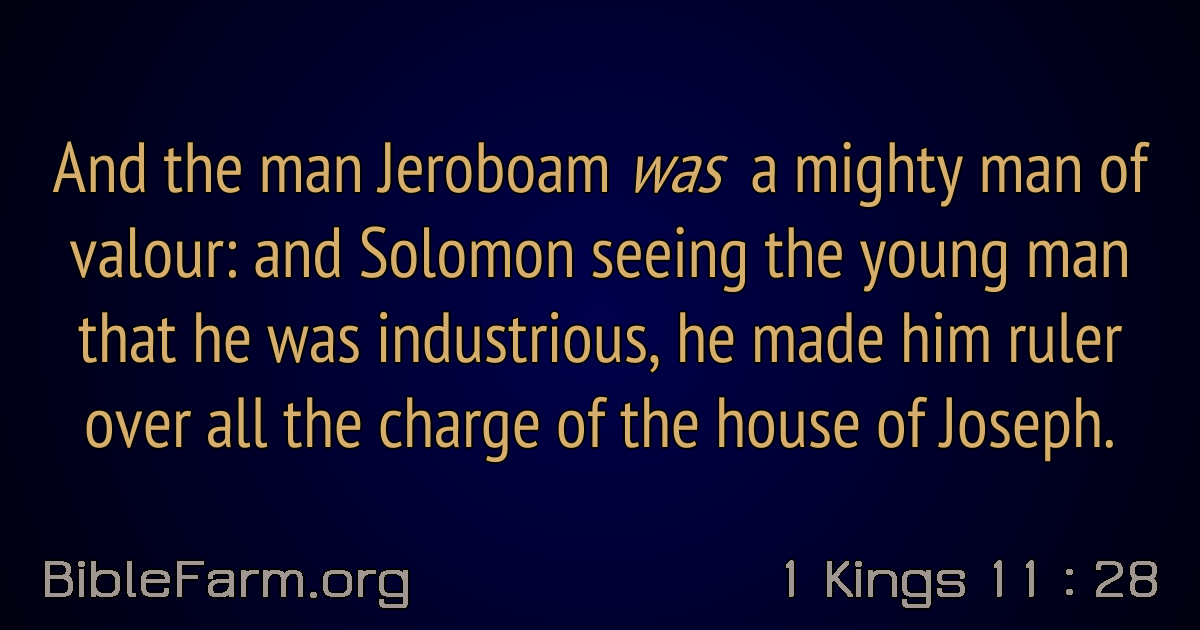 And the man Jeroboam was a mighty man of
valour: and Solomon seeing the young man
that he was industrious, he made him ruler
over all the charge of the house of Joseph.
BibleFarm.org
1 Kings 11 : 28